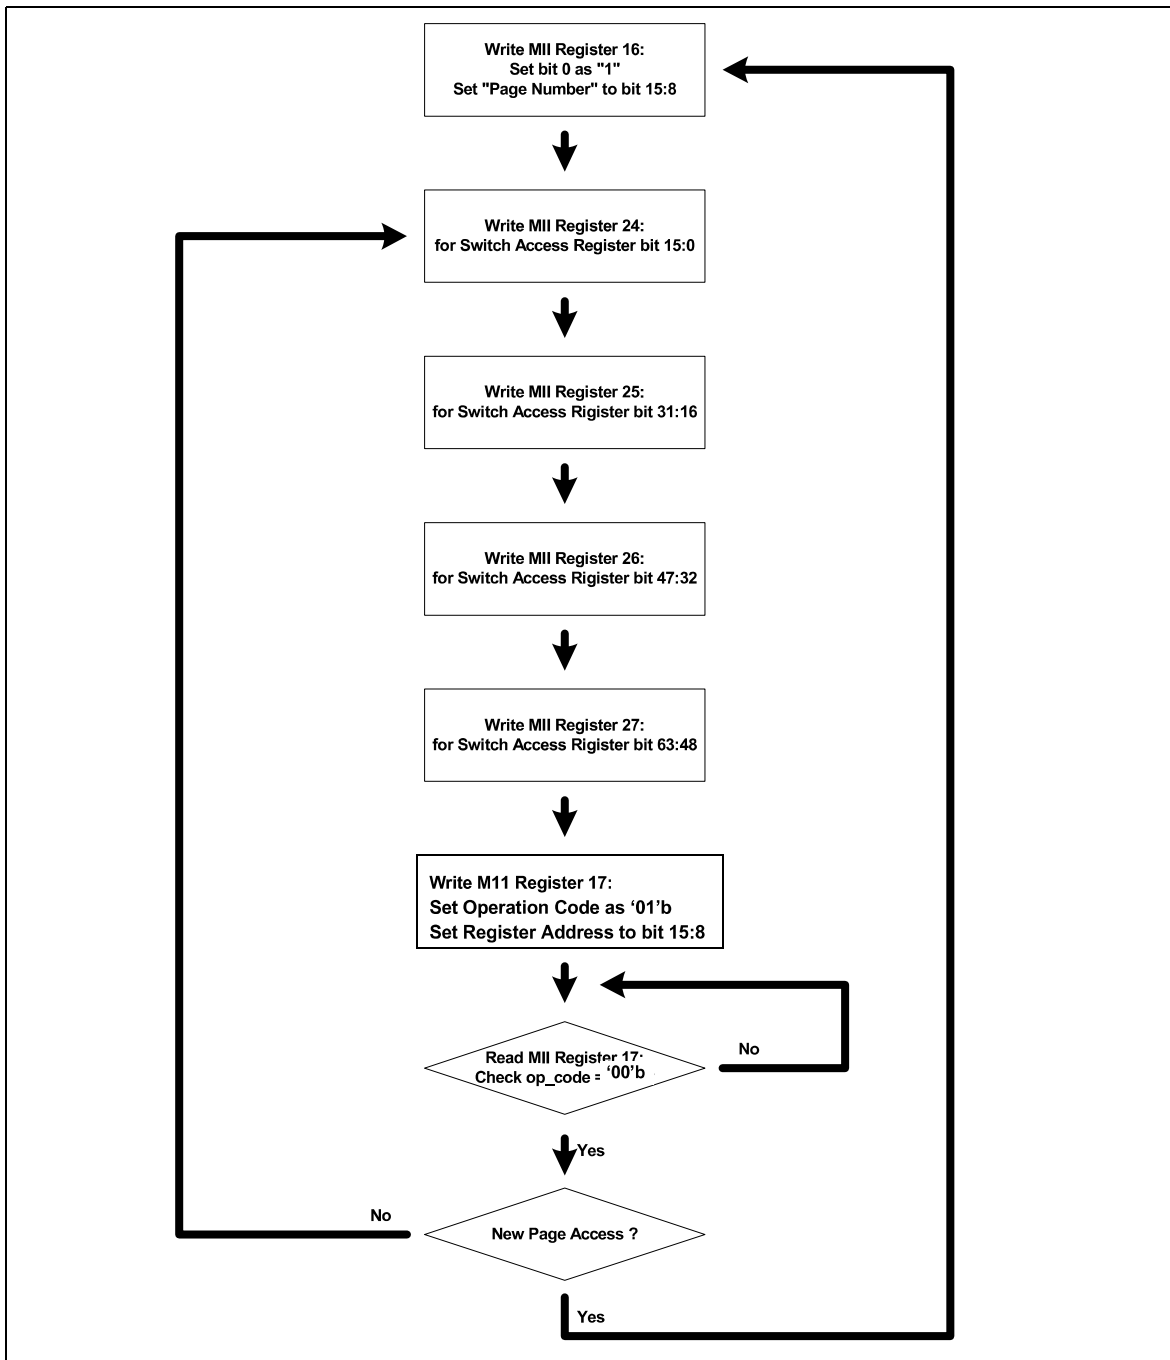 Write MII Register 16:
Set bit 0 as "1"
Set "Page Number" to bit 15:8
Write MII Register 24:
for Switch Access Register bit 15:0
Write MII Register 25:
for Switch Access Rigister bit 31:16
Write MII Register 26:
for Switch Access Rigister bit 47:32
Write MII Register 27:
for Switch Access Rigister bit 63:48
Write M11 Register 17:
Set Operation Code as ‘01’b
Set Register Address to bit 15:8
Read MII Register 17:
Check op_code = ‘00’b
No
Yes
New Page Access ?
No
Yes